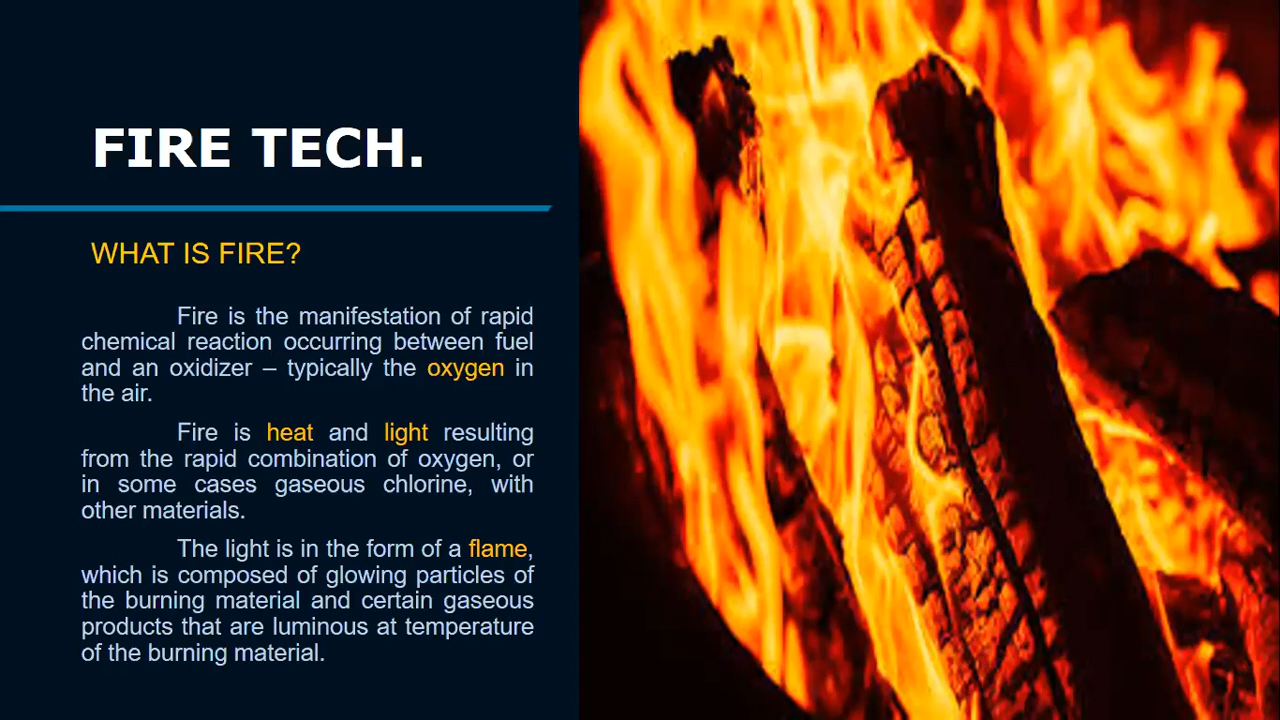 FIRE TECH.
WHAT IS FIRE?
Fire is the manifestation of rapid
chemical reaction occurring between fuel
and an oxidizer – typically the oxygen in
the air.
Fire is heat and light resulting
from the rapid combination of oxygen, or
in some cases gaseous chlorine, with
other materials.
The light is in the form of a flame,
which is composed of glowing particles of
the burning material and certain gaseous
products that are luminous at temperature
of the burning material.